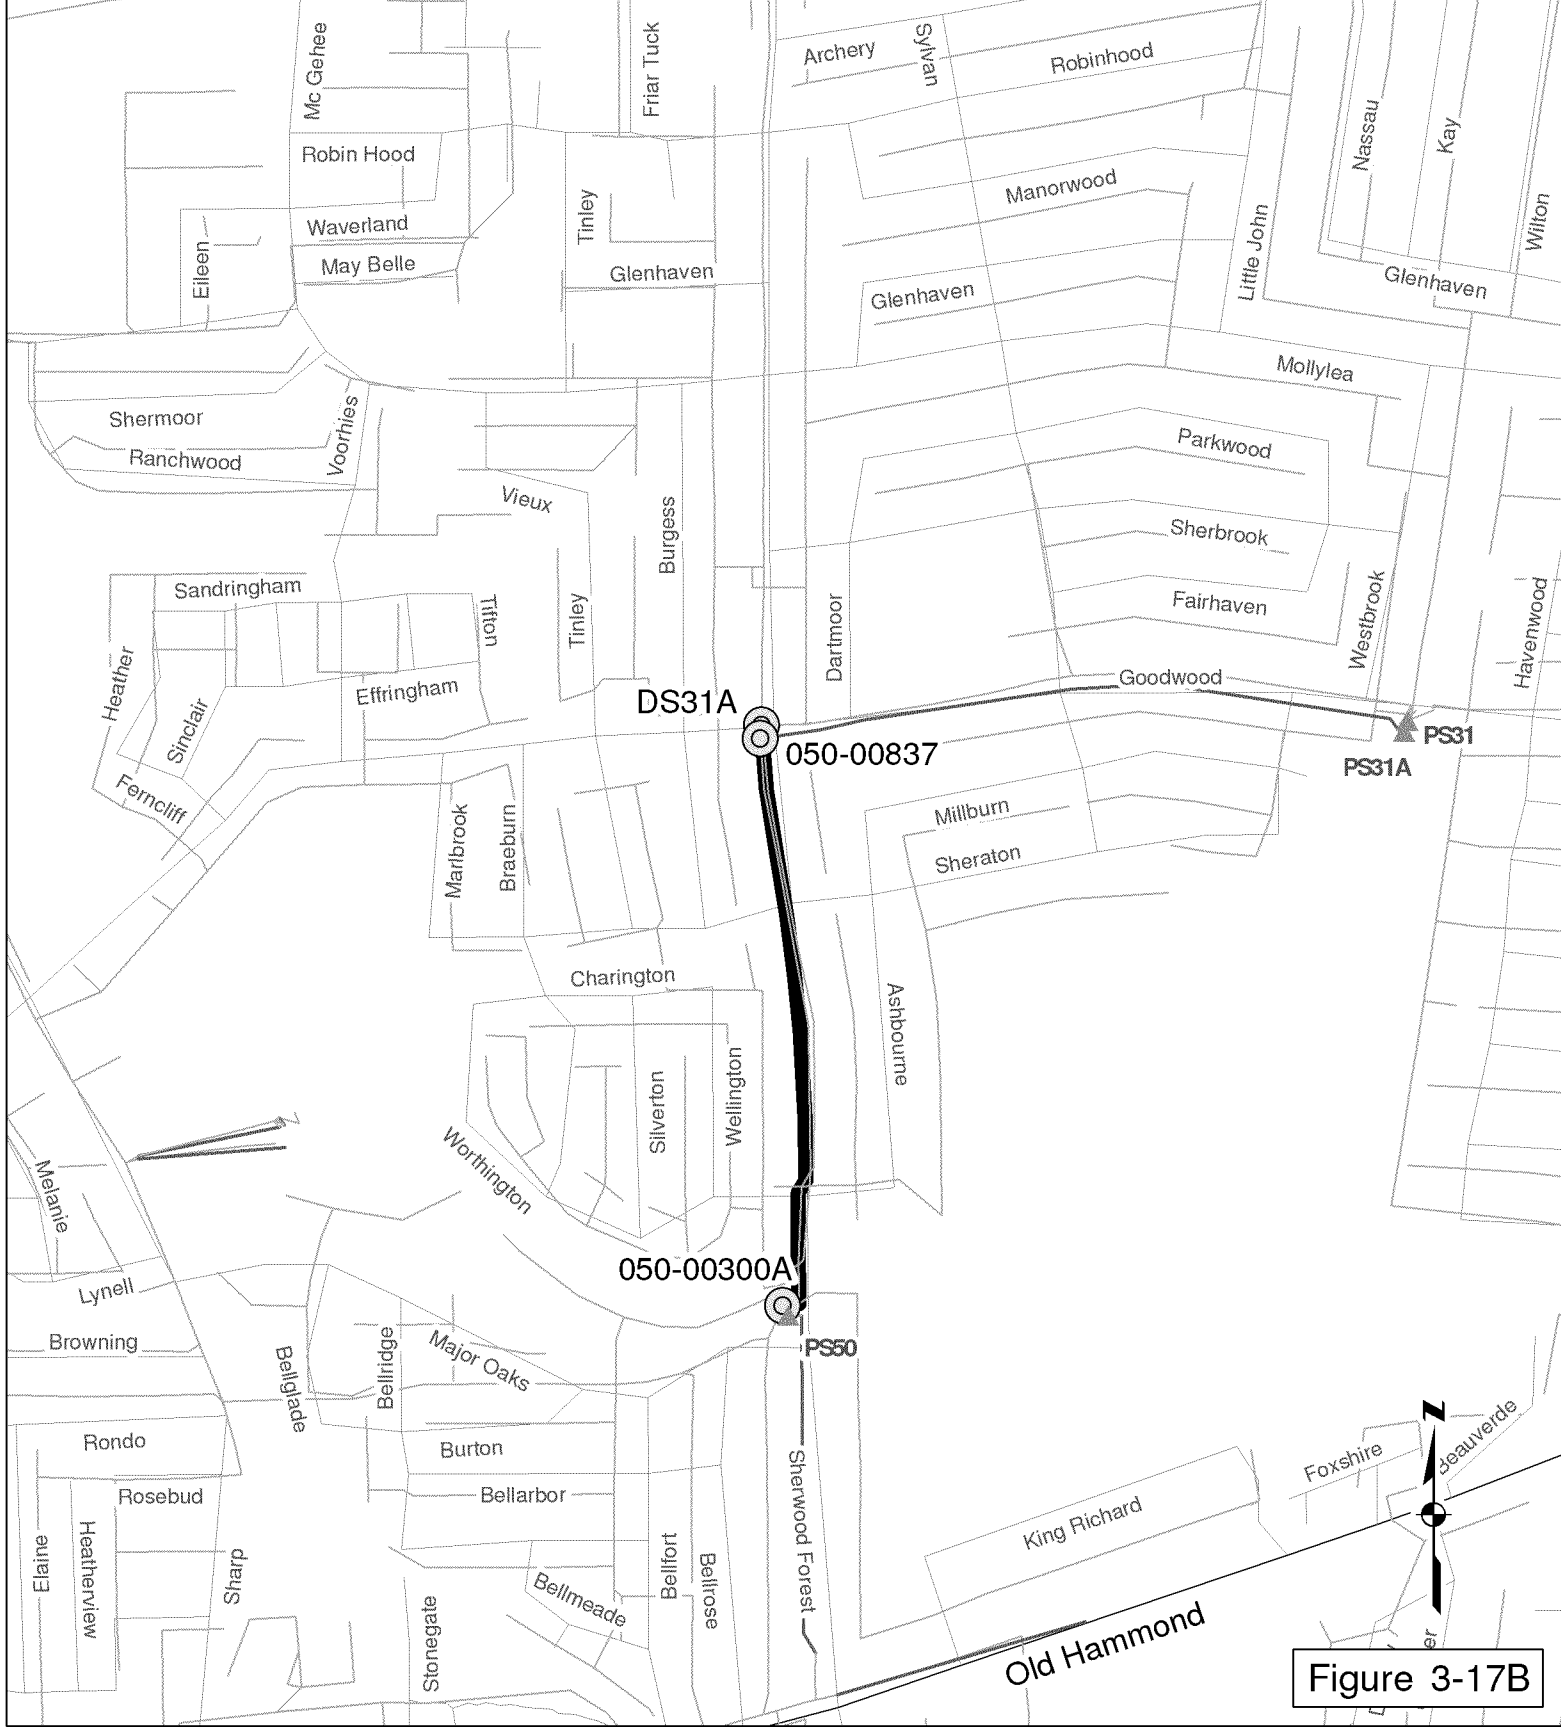 Mc Gehee
Friar Tuck
Archery
Sylvan
Robinhood
Nassau
Kay
Robin Hood
Manorwood
Waverland
Tinley
Wilton
Eileen
May Belle
Glenhaven
Little John
Glenhaven
Glenhaven
Mollylea
Shermoor
Voorhies
Parkwood
Ranchwood
Vieux
Burgess
Sherbrook
Sandringham
Tifton
Tinley
Dartmoor
Fairhaven
Westbrook
Havenwood
Heather
Effringham
Goodwood
Sinclair
DS31A
050-00837
PS31
PS31A
Ferncliff
Marlbrook
Braeburn
Millburn
Sheraton
Charington
Ashbourne
Silverton
Wellington
Worthington
Melanie
050-00300A
Lynell
Browning
PS50
Bellglade
Bellridge
Major Oaks
Rondo
Burton
Sherwood Forest
Foxshire
Beauverde
Z
Rosebud
Bellarbor
King Richard
Elaine
Heatherview
Sharp
Bellfort
Bellrose
Bellmeade
Stonegate
Old Hammond
er
Figure 3-17B